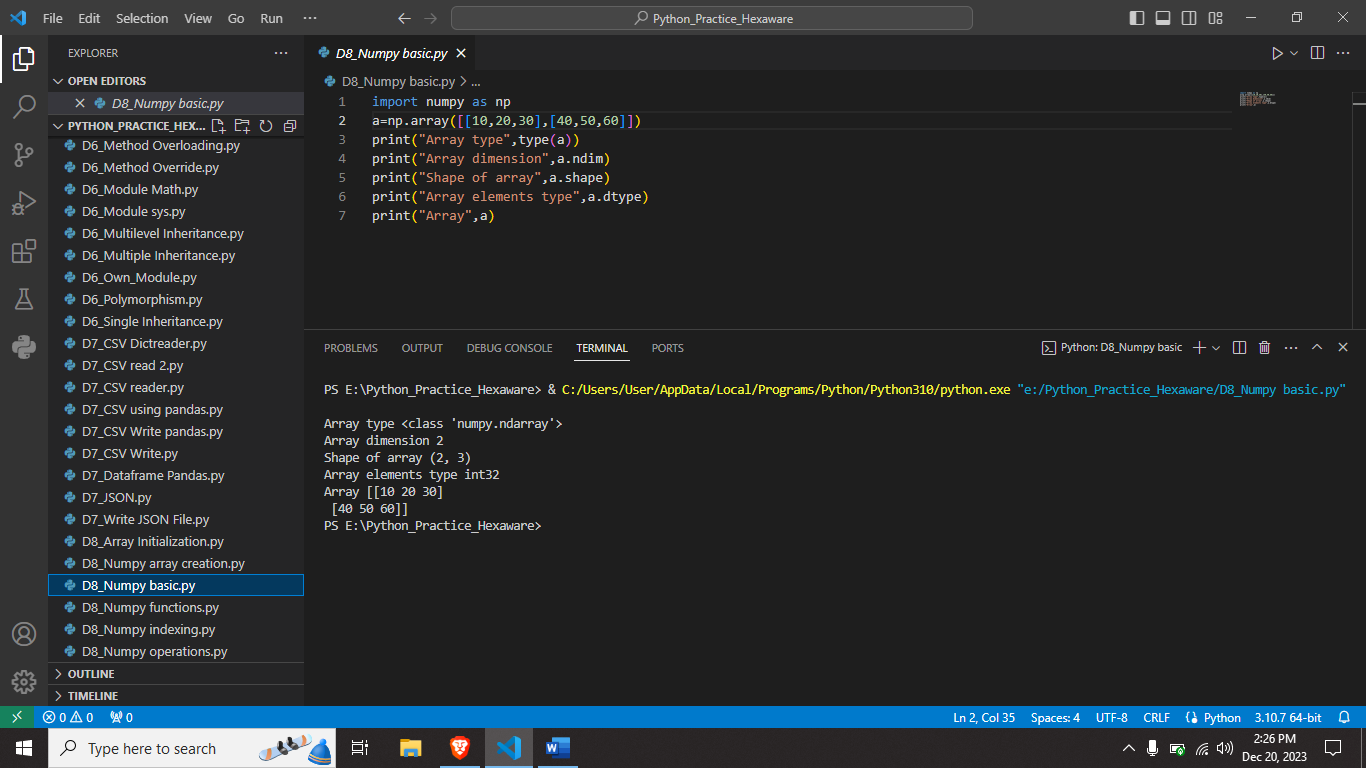 File Edit Selection View Go Run ···
Python_Practice_Hexaware
EXPLORER
OPEN EDITORS
D8_Numpy basic.py
PYTHON_PRACTICE_HEX...
D6_Method Overloading.py
D6_Method Override.py
D6_Module Math.py
D6_Module sys.py
D6_Multilevel Inheritance.py
D6_Multiple Inheritance.py
D6_Own_Module.py
D6_Polymorphism.py
D6_Single Inheritance.py
D7_CSV Dictreader.py
D7_CSV read 2.py
D7_CSV reader.py
D7_CSV using pandas.py
D7_CSV Write pandas.py
D7_CSV Write.py
D7_Dataframe Pandas.py
D7_JSON.py
D7_Write JSON File.py
D8_Array Initialization.py
D8_Numpy array creation.py
D8_Numpy basic.py
D8_Numpy functions.py
D8_Numpy indexing.py
D8_Numpy operations.py
OUTLINE
TIMELINE
D8_Numpy basic.py
D8_Numpy basic.py > ...
1 import numpy as np
2 a=np.array([[10,20,30],[40,50,60]])
3 print("Array type",type(a))
4 print("Array dimension",a.ndim)
5 print("Shape of array",a.shape)
6 print("Array elements type",a.dtype)
7 print("Array",a)
PROBLEMS OUTPUT DEBUG CONSOLE TERMINAL PORTS
Python: D8_Numpy basic
PS E:\Python_Practice_Hexaware> & C:/Users/User/AppData/Local/Programs/Python/Python310/python.exe "e:/Python_Practice_Hexaware/D8_Numpy basic.py"
Array type <class 'numpy.ndarray'>
Array dimension 2
Shape of array (2, 3)
Array elements type int32
Array [[10 20 30]
 [40 50 60]]
PS E:\Python_Practice_Hexaware>
0 0 0
Ln 2, Col 35 Spaces: 4 UTF-8 CRLF Python 3.10.7 64-bit
Type here to search
2:26 PM
Dec 20, 2023